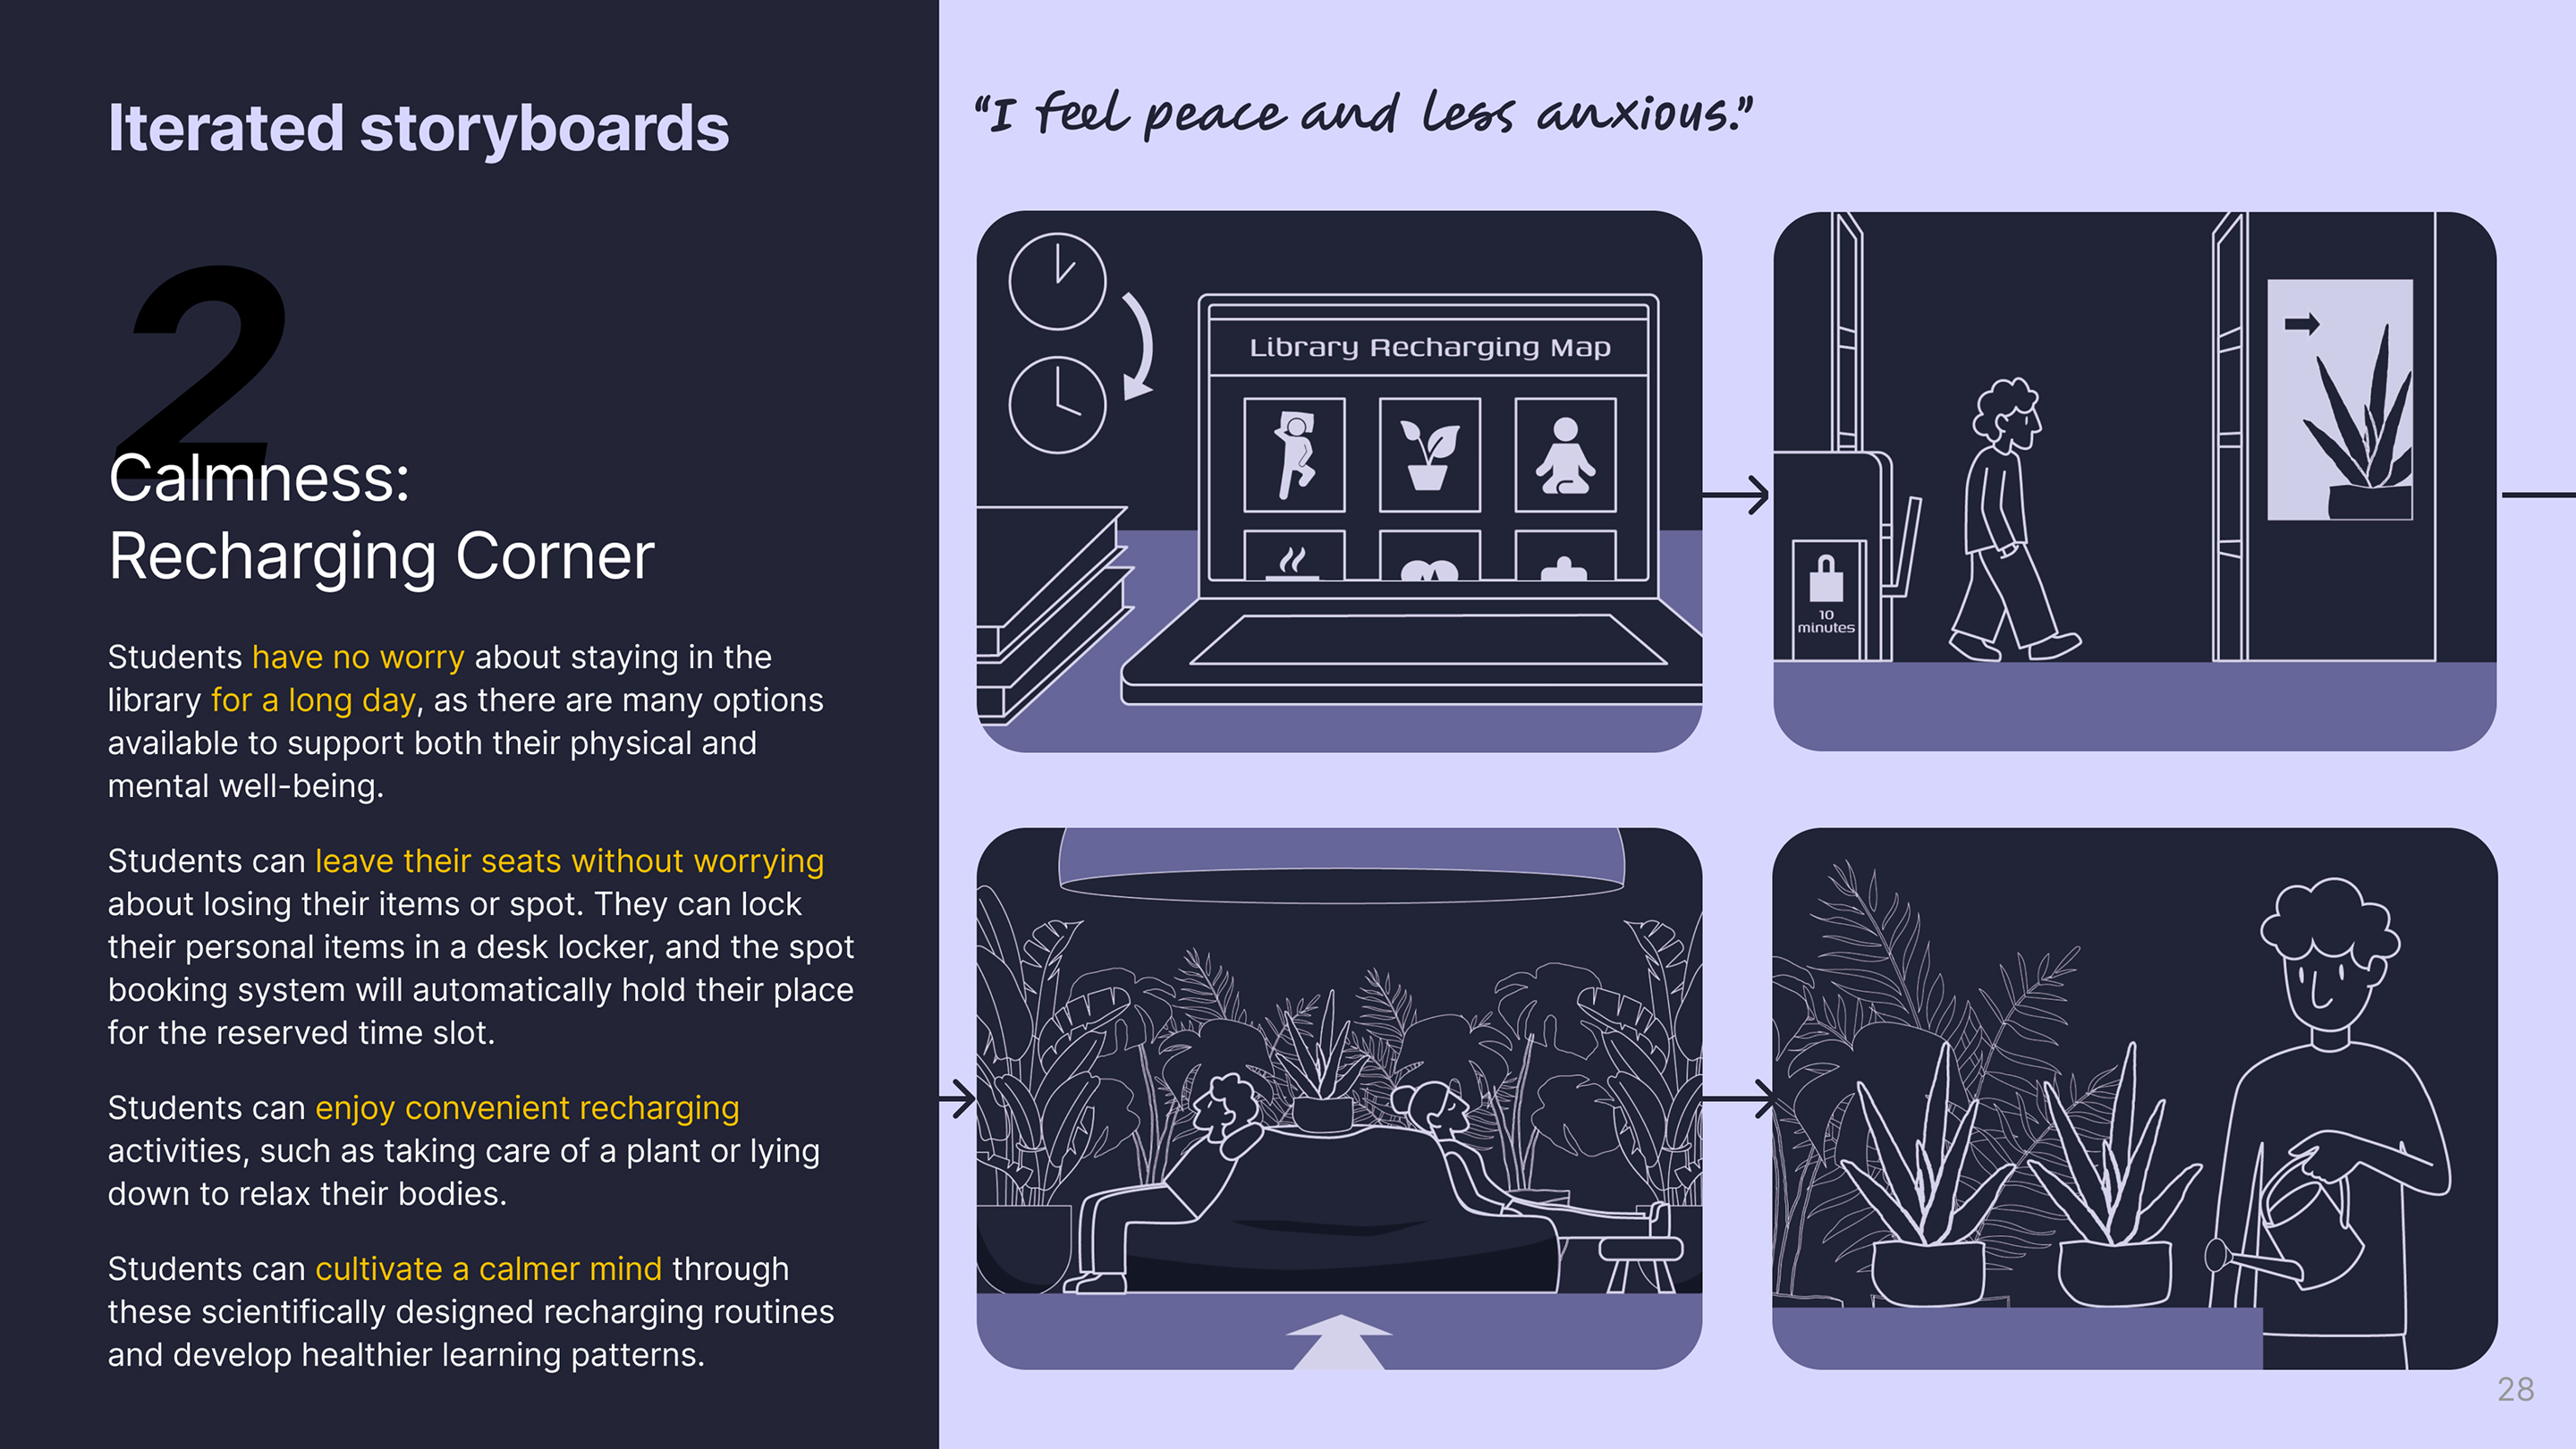 Iterated storyboards
2
Calmness:
Recharging Corner
Students have no worry about staying in the
library for a long day, as there are many options
available to support both their physical and
mental well-being.
Students can leave their seats without worrying
about losing their items or spot. They can lock
their personal items in a desk locker, and the spot
booking system will automatically hold their place
for the reserved time slot.
Students can enjoy convenient recharging
activities, such as taking care of a plant or lying
down to relax their bodies.
Students can cultivate a calmer mind through
these scientifically designed recharging routines
and develop healthier learning patterns.
“I feel peace and less anxious.”
Library Recharging Map
10
minutes
28